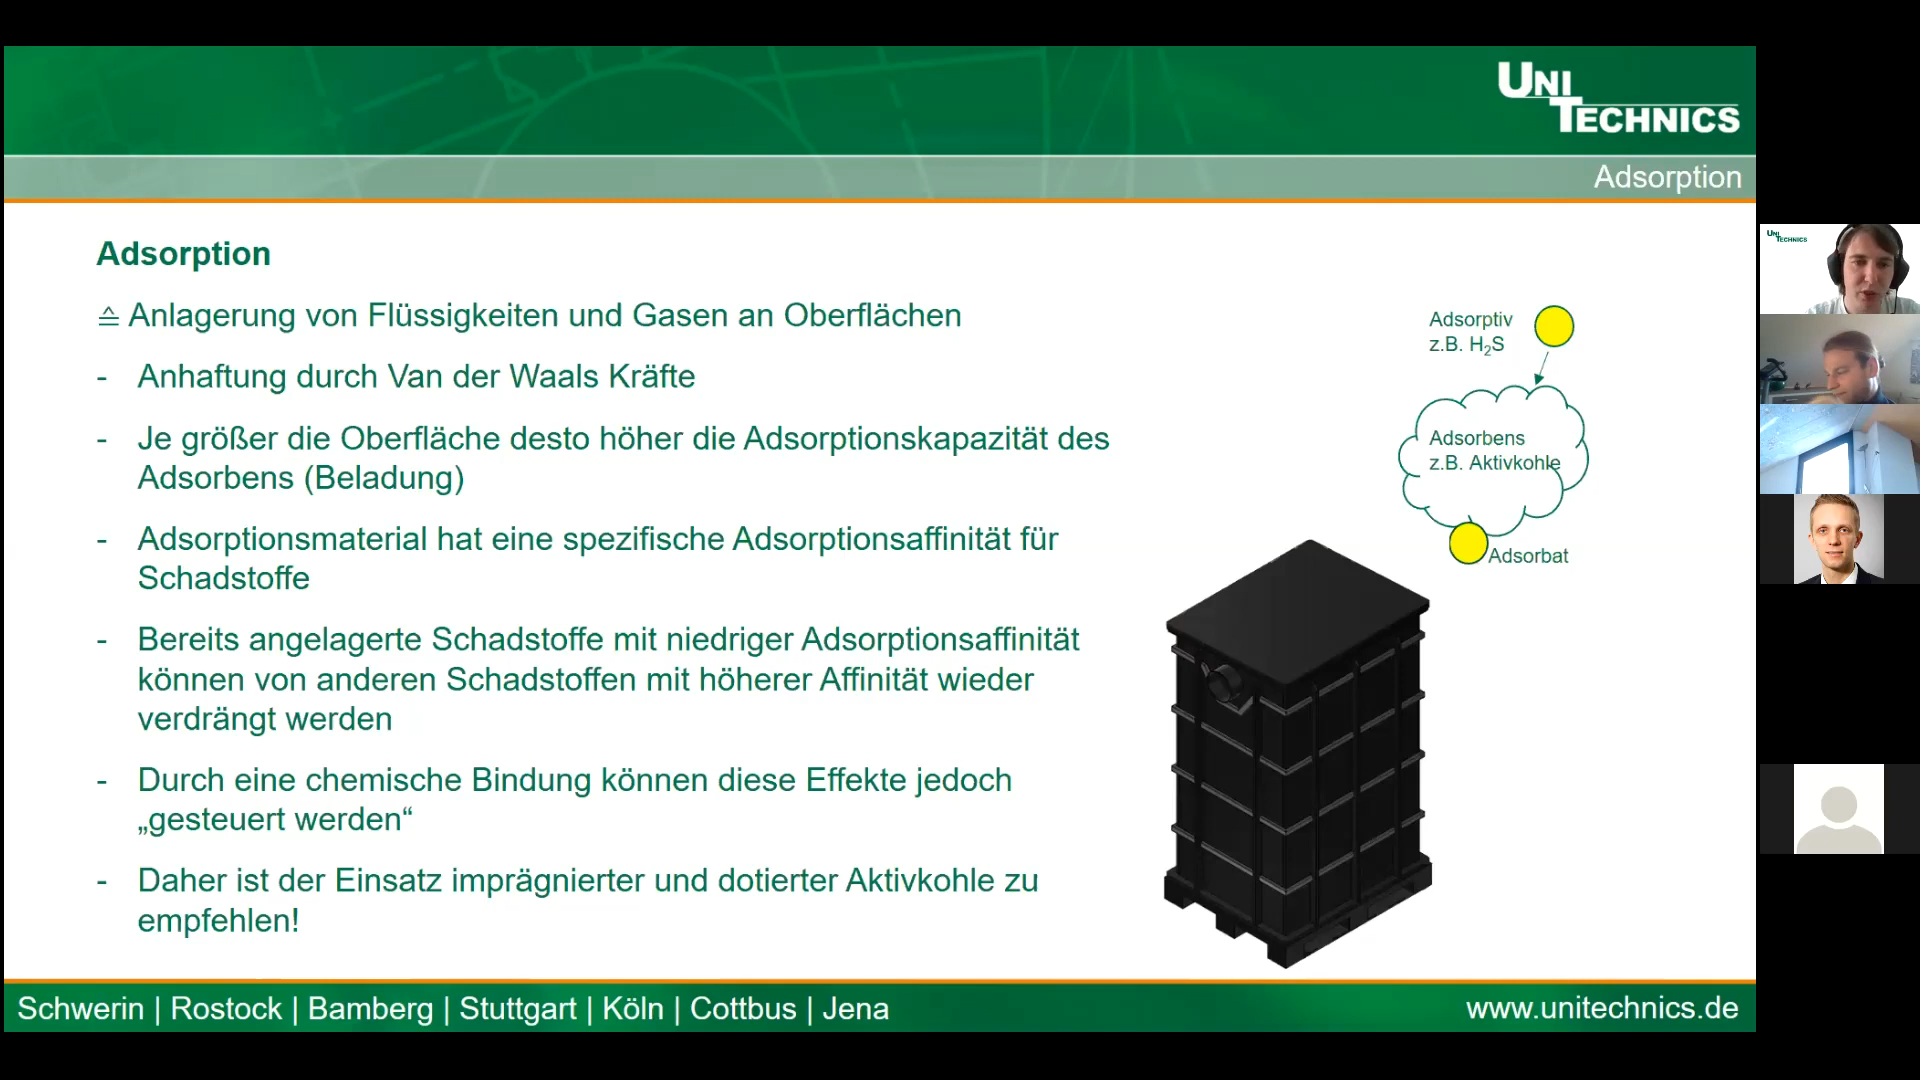 UNI
TECHNICS
Adsorption
Adsorption
≙ Anlagerung von Flüssigkeiten und Gasen an Oberflächen
- Anhaftung durch Van der Waals Kräfte
- Je größer die Oberfläche desto höher die Adsorptionskapazität des
Adsorbens (Beladung)
- Adsorptionsmaterial hat eine spezifische Adsorptionsaffinität für
Schadstoffe
- Bereits angelagerte Schadstoffe mit niedriger Adsorptionsaffinität
können von anderen Schadstoffen mit höherer Affinität wieder
verdrängt werden
- Durch eine chemische Bindung können diese Effekte jedoch
„gesteuert werden“
- Daher ist der Einsatz imprägnierter und dotierter Aktivkohle zu
empfehlen!
Adsorptiv
z.B. H₂S
Adsorbens
z.B. Aktivkohle
Adsorbat
Schwerin | Rostock | Bamberg | Stuttgart | Köln | Cottbus | Jena
www.unitechnics.de
UNI
TECHNICS